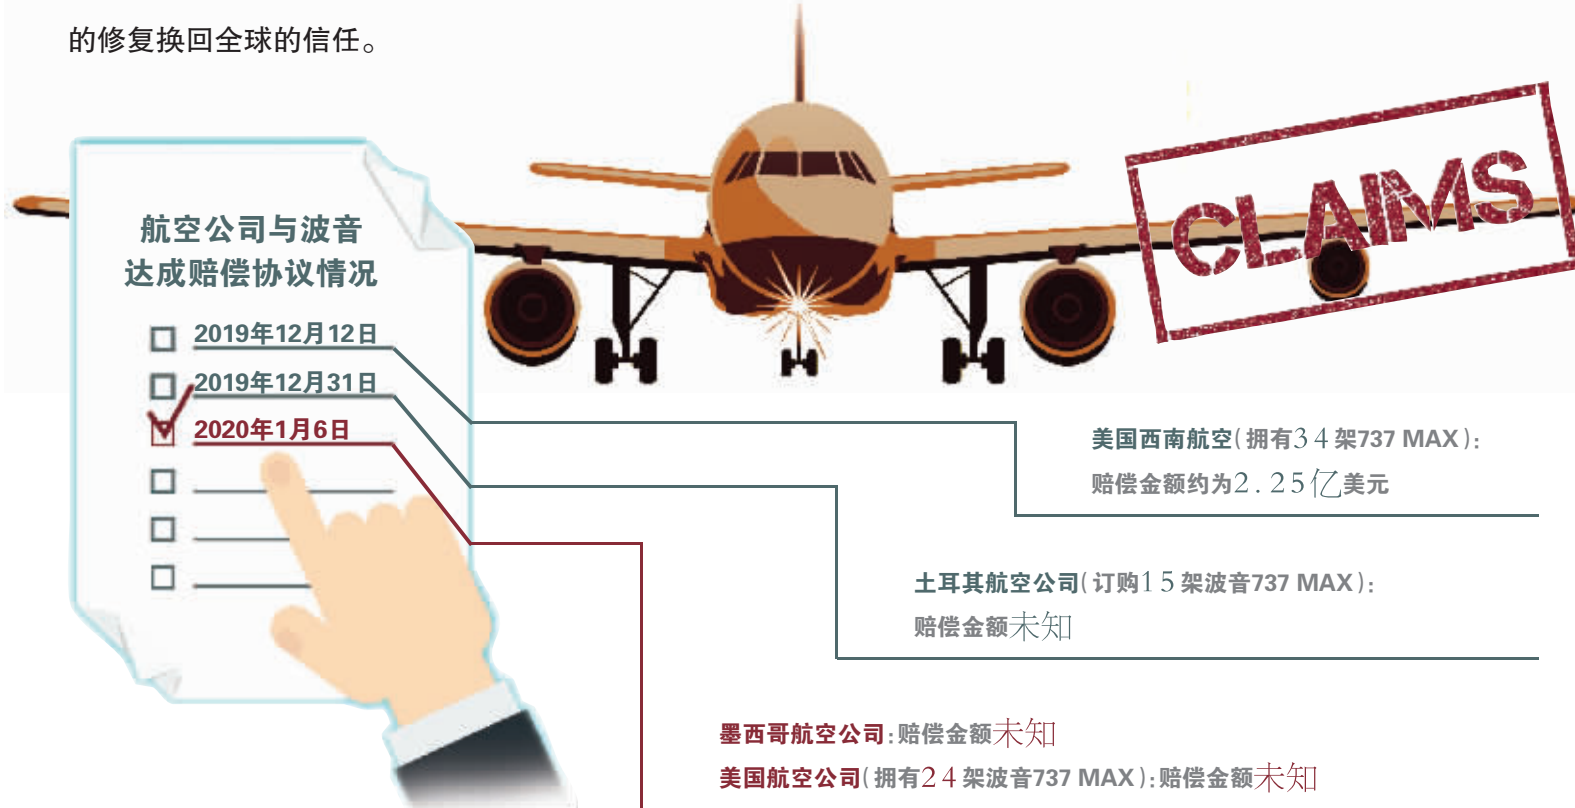 的修复换回全球的信任。
CLAIMS
航空公司与波音
达成赔偿协议情况
2019年12月12日
2019年12月31日
2020年1月6日
美国西南航空(拥有34架737 MAX):
赔偿金额约为2.25亿美元
土耳其航空公司(订购15架波音737 MAX):
赔偿金额未知
墨西哥航空公司:赔偿金额未知
美国航空公司(拥有24架波音737 MAX):赔偿金额未知